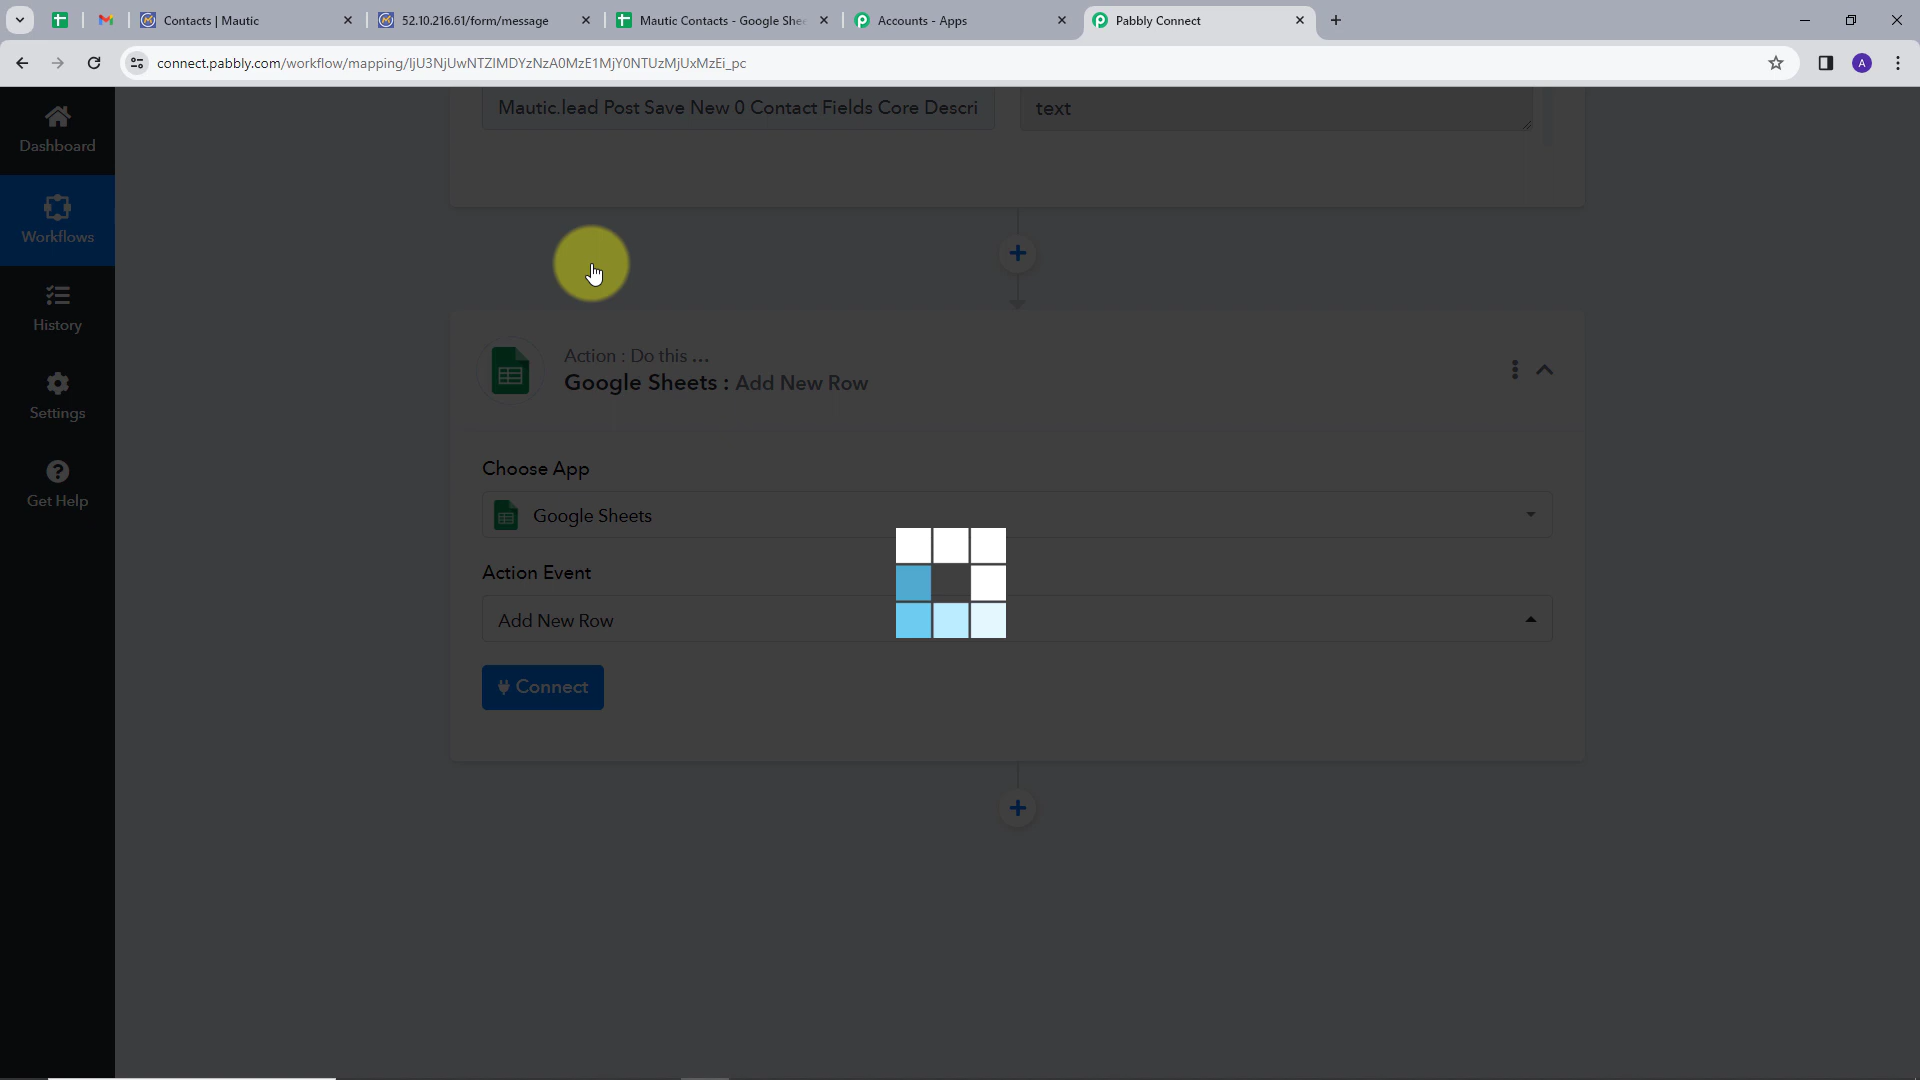 Contacts | Mautic
52.10.216.61/form/message
Mautic Contacts - Google She
Accounts - Apps
Pabbly Connect
connect.pabbly.com/workflow/mapping/IjU3NjUwNTZlMDYzNzA0MzE1MjY0NTUzMjUxMzEi_pc
A
Mautic.lead Post Save New 0 Contact Fields Core Descri
text
Dashboard
Workflows
History
Settings
Get Help
Action : Do this ...
Google Sheets : Add New Row
Choose App
Google Sheets
Action Event
Add New Row
Connect